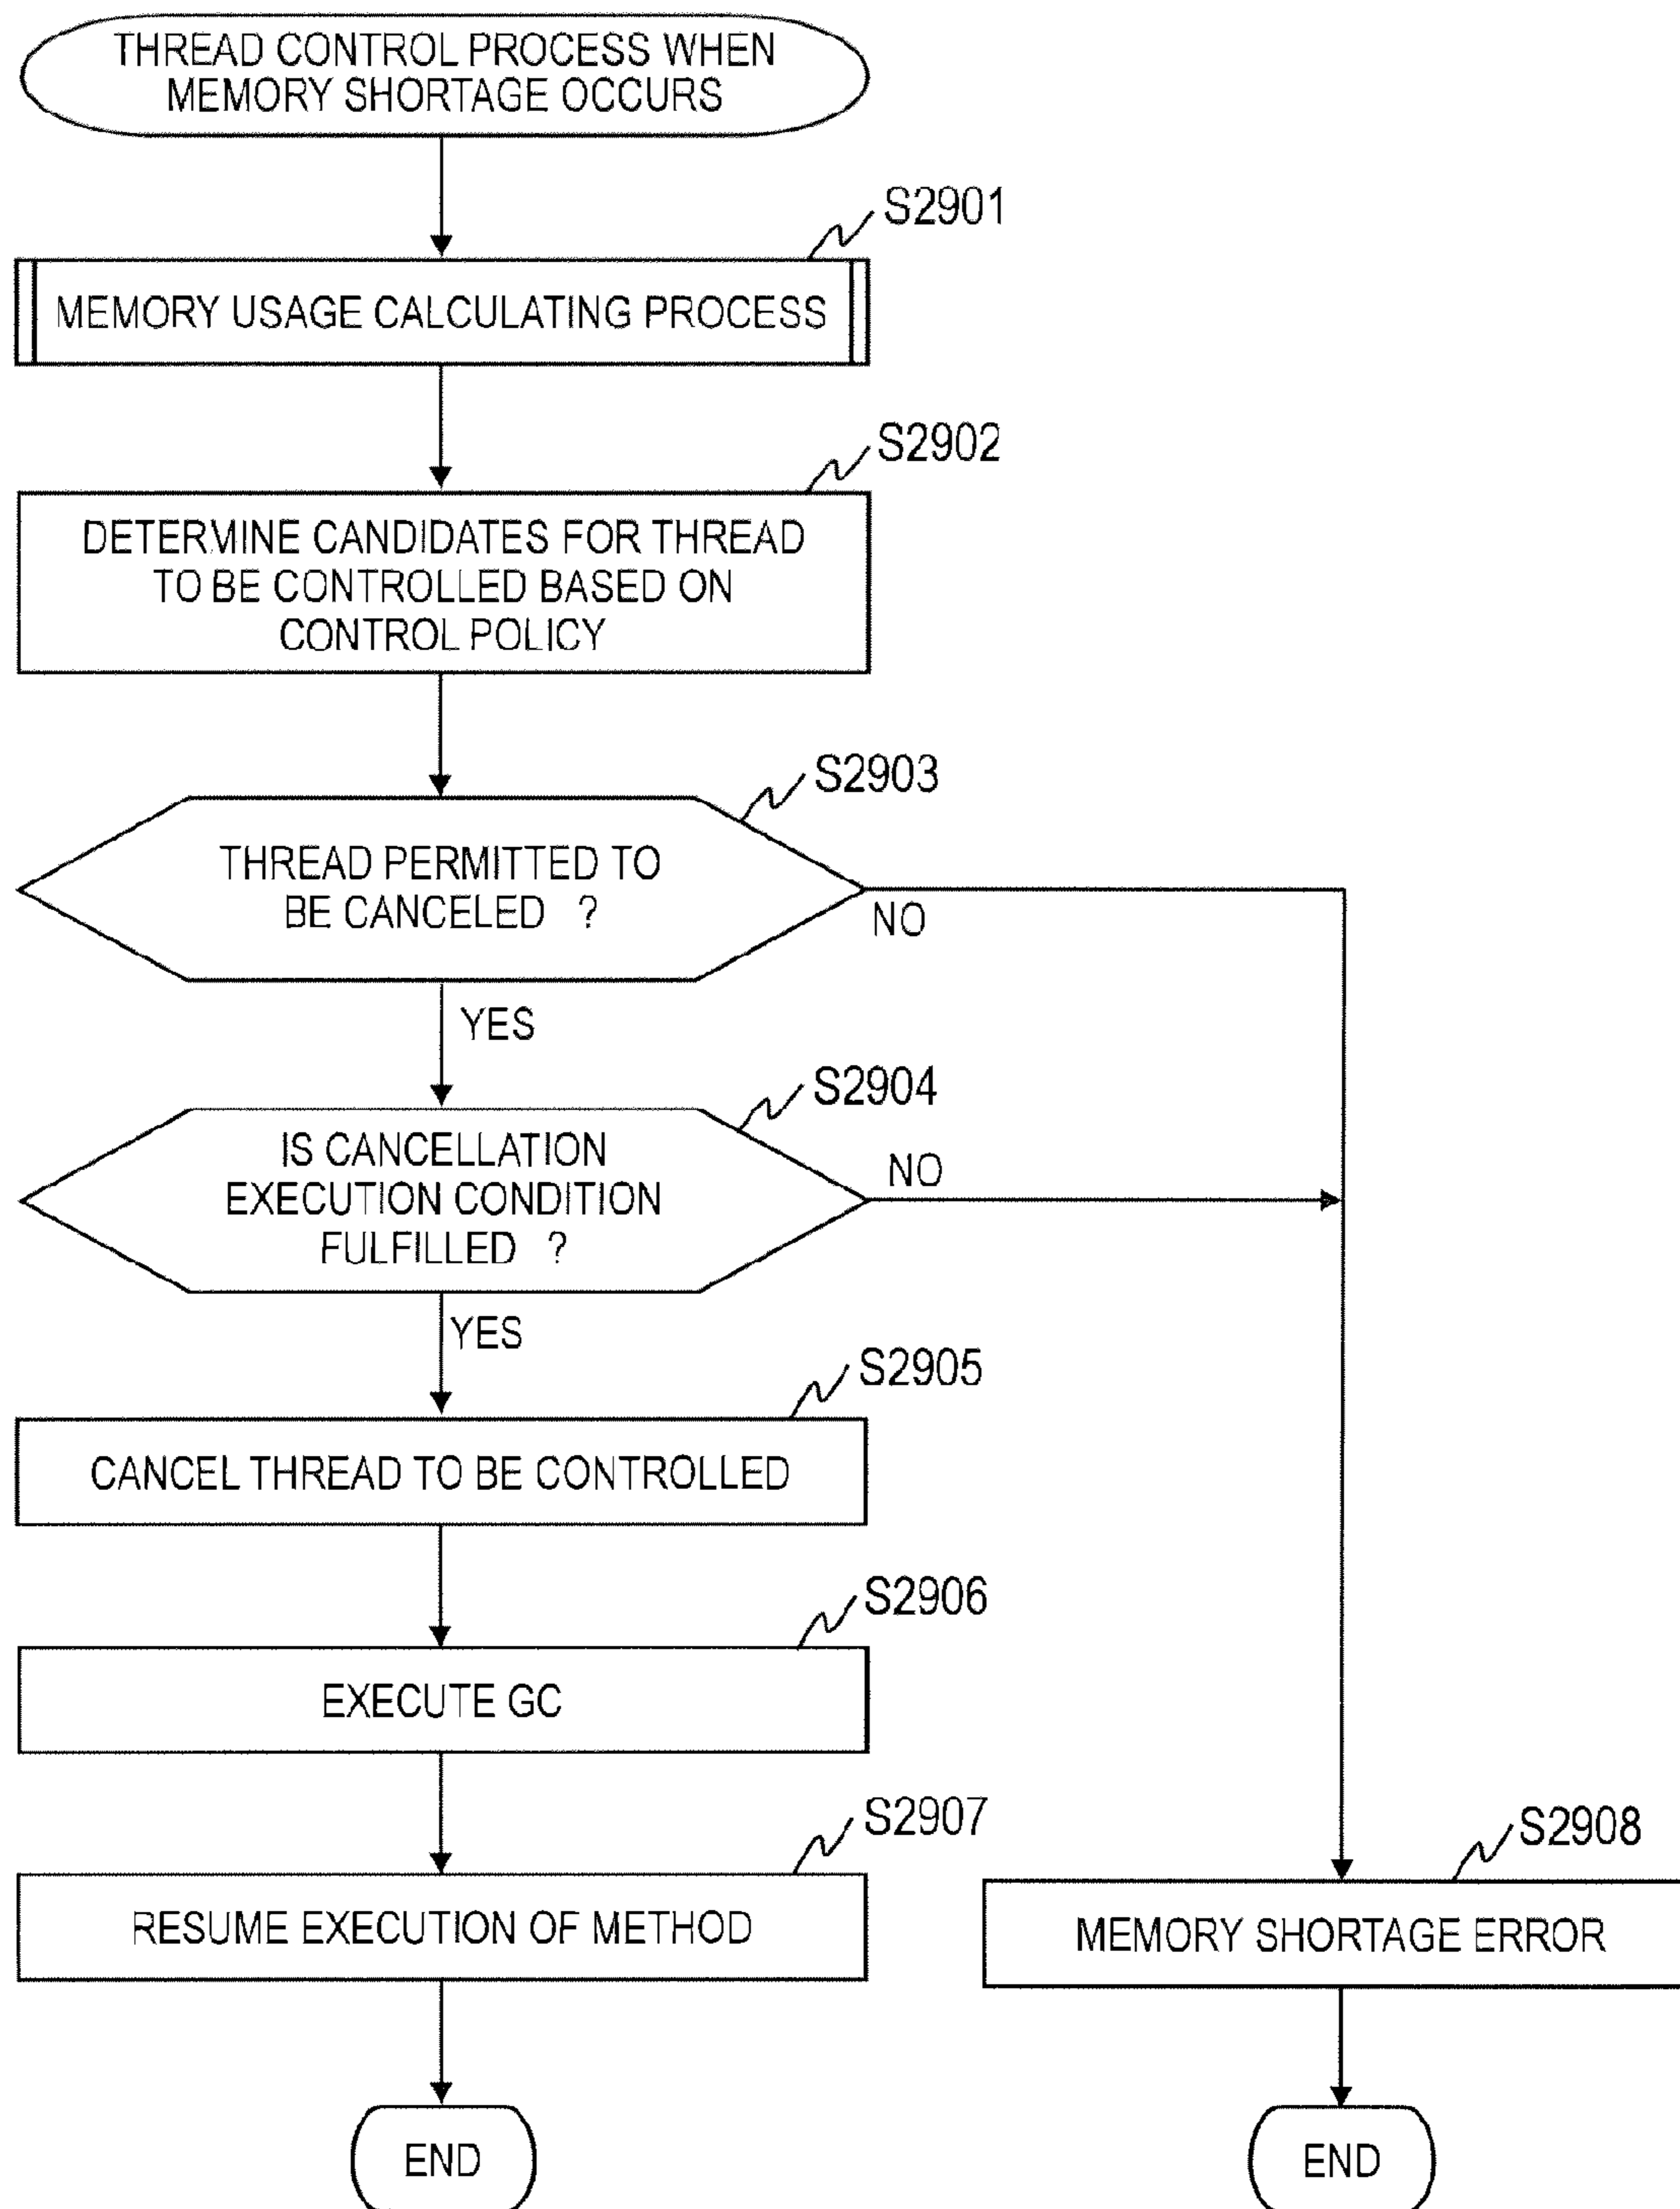 THREAD CONTROL PROCESS WHEN
MEMORY SHORTAGE OCCURS
S2901
MEMORY USAGE CALCULATING PROCESS
S2902
DETERMINE CANDIDATES FOR THREAD
TO BE CONTROLLED BASED ON
CONTROL POLICY
S2903
THREAD PERMITTED TO
BE CANCELED ?
NO
YES
S2904
IS CANCELLATION
EXECUTION CONDITION
FULFILLED ?
NO
YES
S2905
CANCEL THREAD TO BE CONTROLLED
S2906
EXECUTE GC
S2907
RESUME EXECUTION OF METHOD
S2908
MEMORY SHORTAGE ERROR
END
END